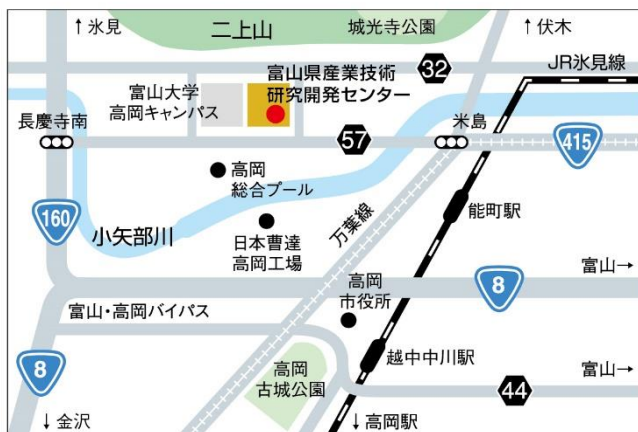 ↑氷見
二上山
城光寺公園
↑伏木
JR氷見線
32
富山県産業技術
研究開発センター
富山大学
高岡キャンパス
長慶寺南
57
米島
415
高岡
総合プール
160
小矢部川
日本曹達
高岡工場
万葉線
能町駅
富山→
8
高岡
市役所
富山・高岡バイパス
8
越中中川駅
高岡
古城公園
富山→
44
↓金沢
↓高岡駅